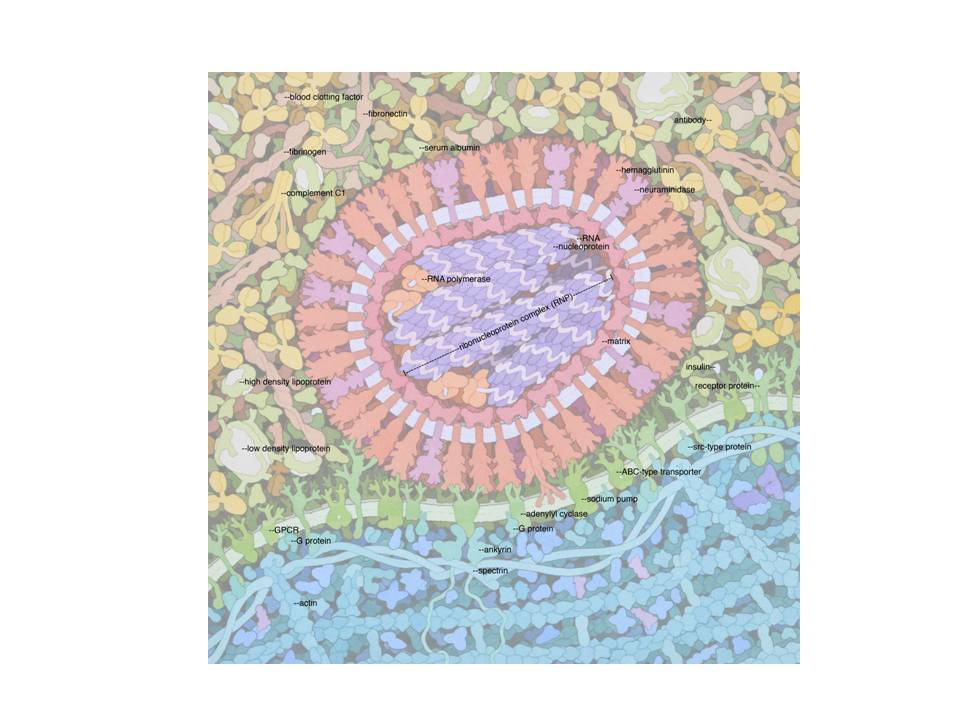 --blood clotting factor
--fibronectin
antibody--
--serum albumin
--fibrinogen
--hemagglutinin
--neuraminidase
--complement C1
--RNA
--nucleoprotein
--RNA polymerase
--ribonucleoprotein complex (RNP)--
--matrix
insulin--
--high density lipoprotein
receptor protein--
--low density lipoprotein
--src-type protein
--ABC-type transporter
--sodium pump
--adenylyl cyclase
--GPCR
--G protein
--G protein
--ankyrin
--spectrin
--actin